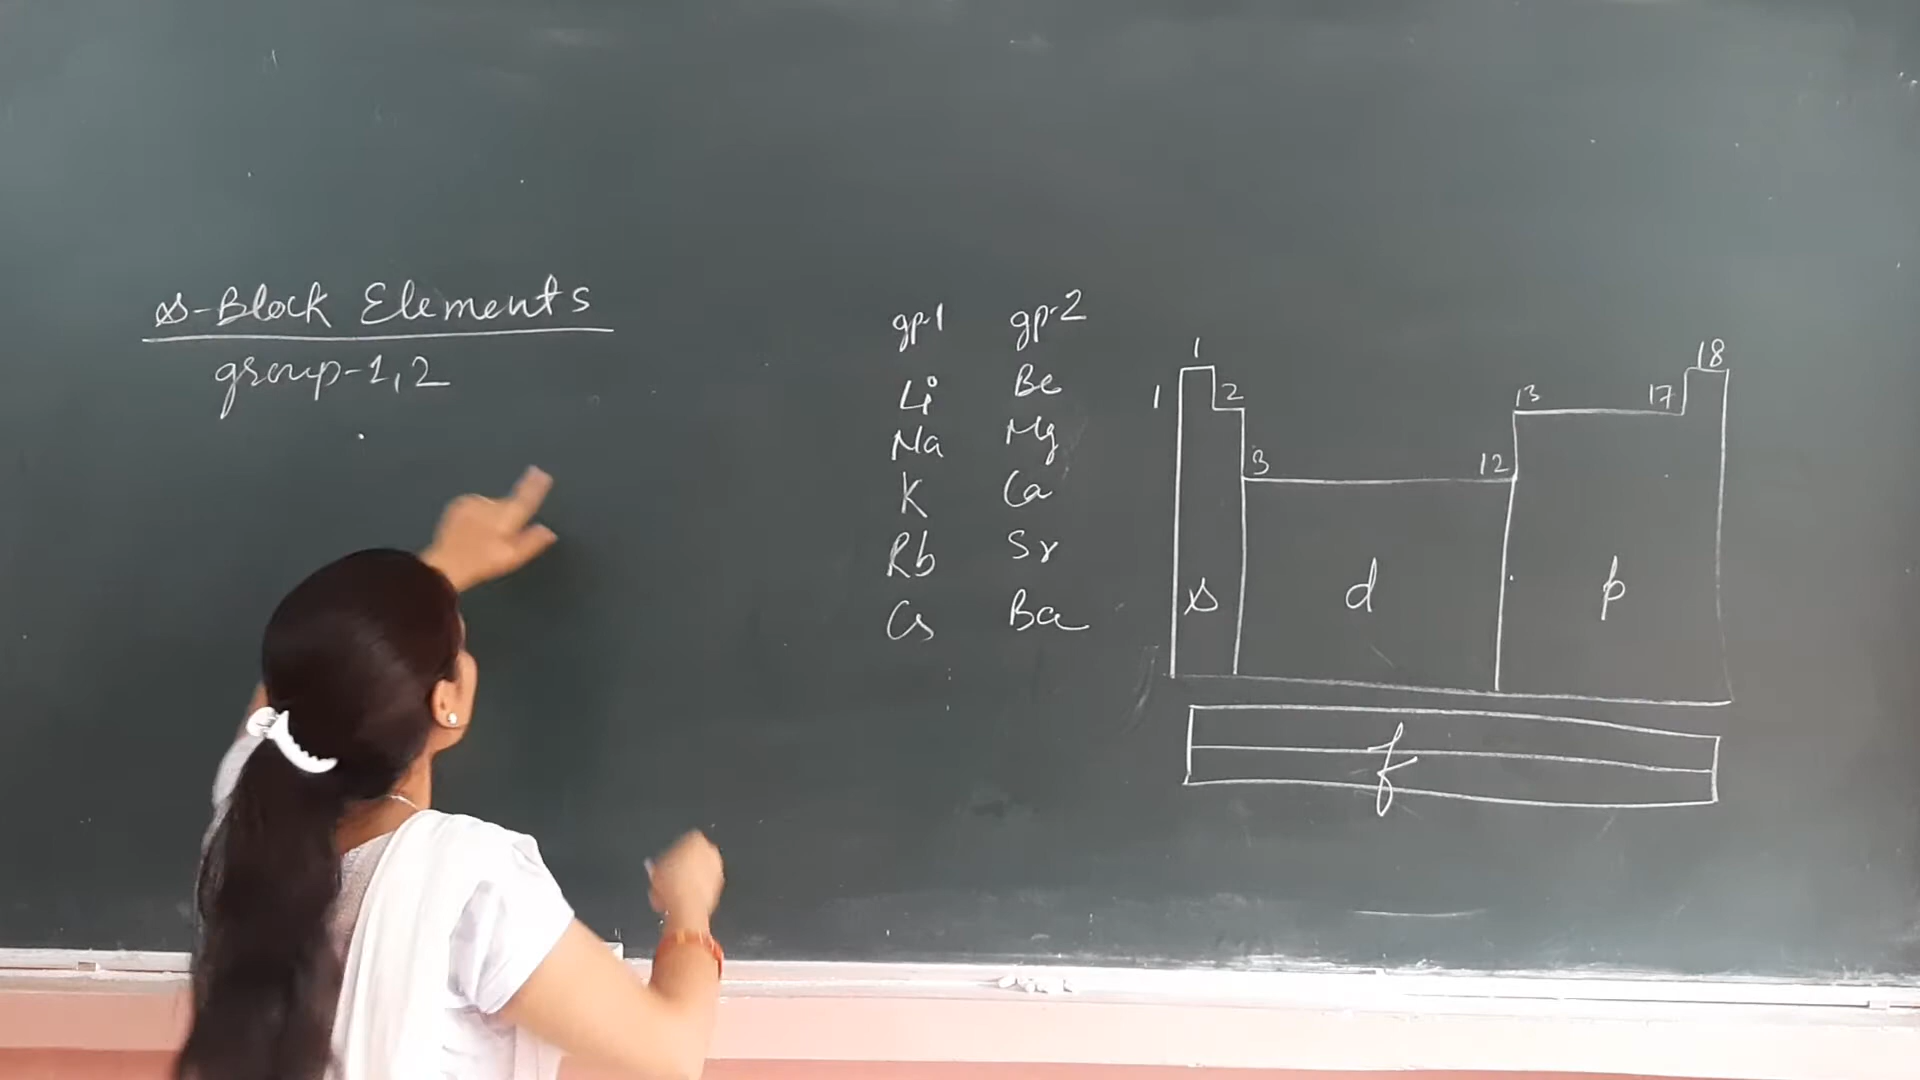 s-Block Elements
group-1,2
gp-1 gp-2
Li Be
Na Mg
K Ca
Rb Sr
Cs Ba
1 18
1 2 13 17
3 12
s d p
f